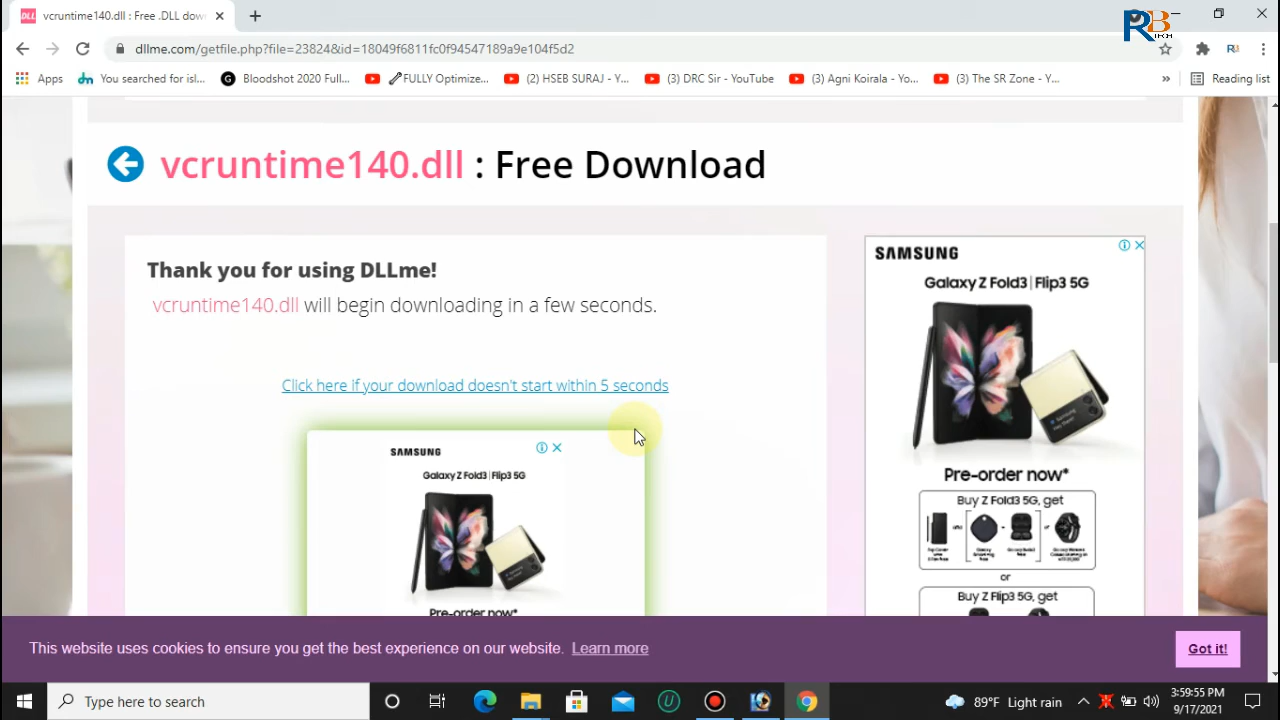 DLL vcruntime140.dll : Free .DLL dow
RB
IKH
dllme.com/getfile.php?file=23824&id=18049f6811fc0f94547189a9e104f5d2
Apps
dm You searched for isl...
G Bloodshot 2020 Full...
FULLY Optimize...
(2) HSEB SURAJ - Y...
(3) DRC Sir - YouTube
(3) Agni Koirala - Yo...
(3) The SR Zone - Y...
»
Reading list
vcruntime140.dll : Free Download
Thank you for using DLLme!
vcruntime140.dll will begin downloading in a few seconds.
Click here if your download doesn't start within 5 seconds
SAMSUNG
Galaxy Z Fold3 | Flip3 5G
Pre-order now*
SAMSUNG
Galaxy Z Fold3 | Flip3 5G
Pre-order now*
Buy Z Fold3 5G, get
or
or
Buy Z Flip3 5G, get
This website uses cookies to ensure you get the best experience on our website. Learn more
Got it!
Type here to search
89°F Light rain
3:59:55 PM
9/17/2021